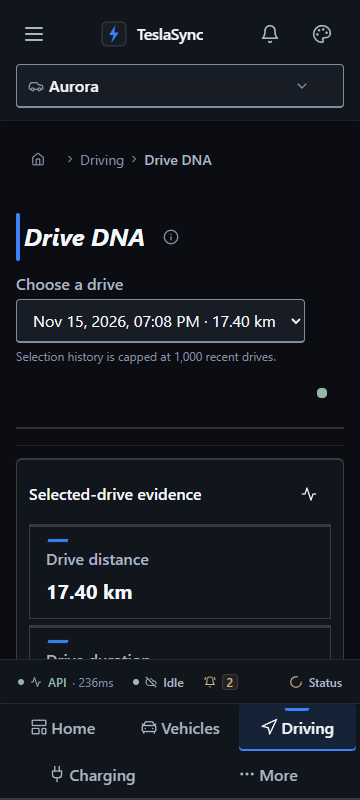 TeslaSync
Aurora
Driving
Drive DNA
Drive DNA
Choose a drive
Nov 15, 2026, 07:08 PM · 17.40 km
Selection history is capped at 1,000 recent drives.
Selected-drive evidence
Drive distance
17.40 km
Drive duration
API · 236ms
Idle
2
Status
Home
Vehicles
Driving
Charging
More